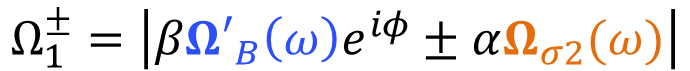 Ω₁^± = |β𝛀′_B(ω)e^{iϕ} ± α𝛀_{σ2}(ω)|